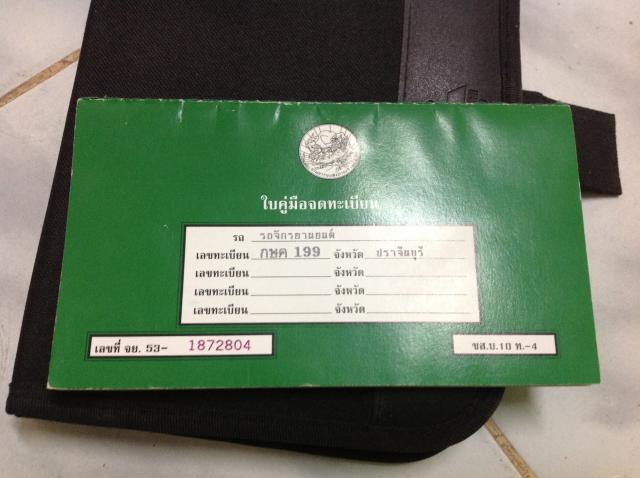 ใบคู่มือจดทะเบียน
รถ รถจักรยานยนต์
เลขทะเบียน กษค 199 จังหวัด ปราจีนบุรี
เลขทะเบียน จังหวัด
เลขทะเบียน จังหวัด
เลขทะเบียน จังหวัด
เลขที่ จย. 53- 1872804
ขส.บ.10 ท.-4